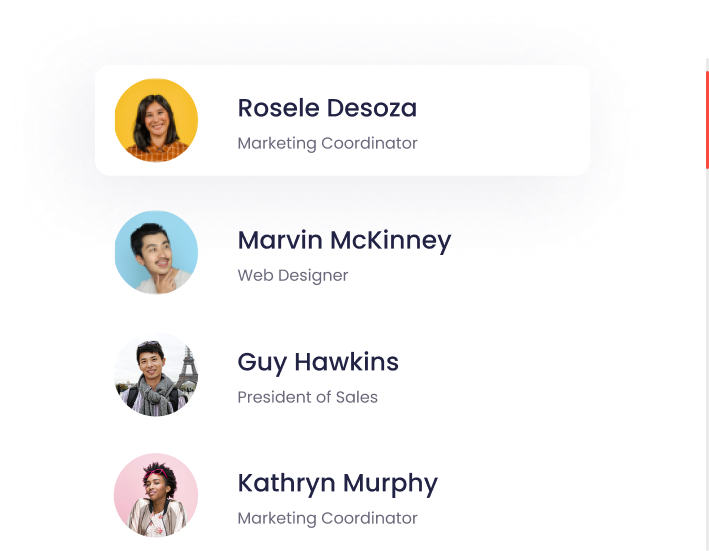 Rosele Desoza
Marketing Coordinator
Marvin McKinney
Web Designer
Guy Hawkins
President of Sales
Kathryn Murphy
Marketing Coordinator